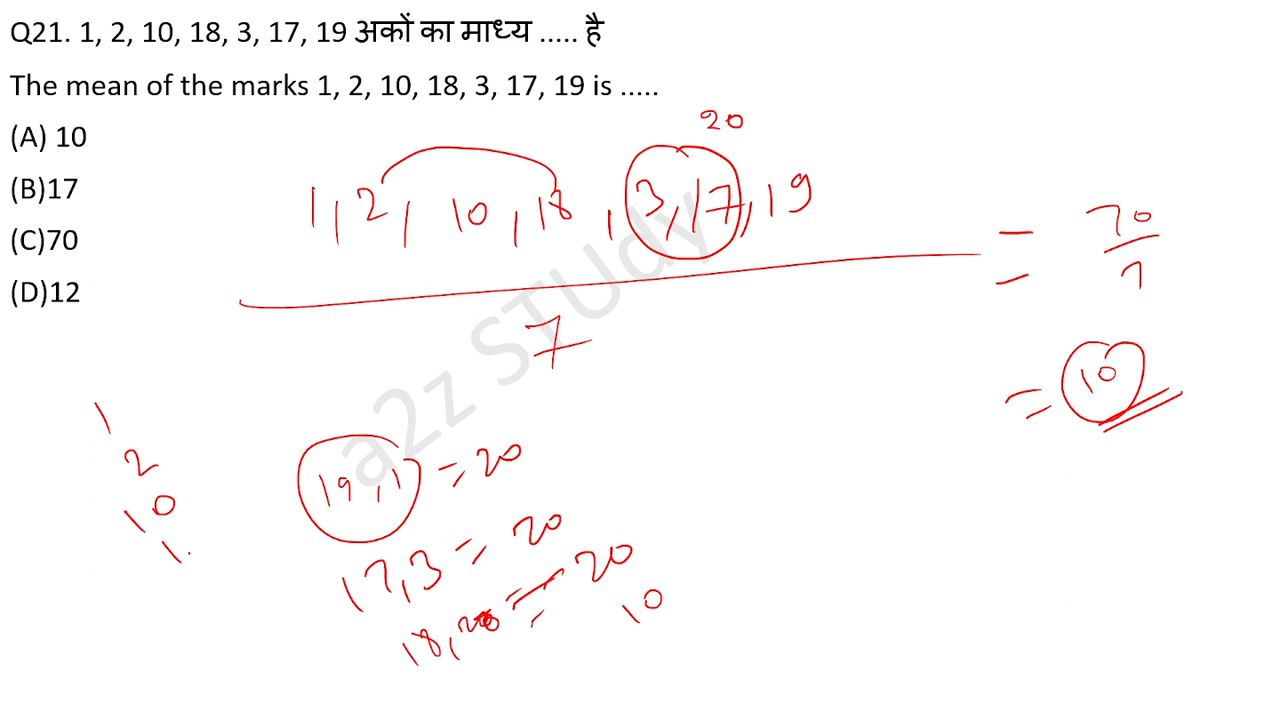 Q21. 1, 2, 10, 18, 3, 17, 19 अकों का माध्य ..... है
The mean of the marks 1, 2, 10, 18, 3, 17, 19 is .....
(A) 10
(B)17
(C)70
(D)12
20
1, 2, 10, 18, 3, 17, 19
7
= 70
7
= 10
a2z STUdy
1
2
10
1.
19, 1 = 20
17, 3 = 20
18, = 20
10